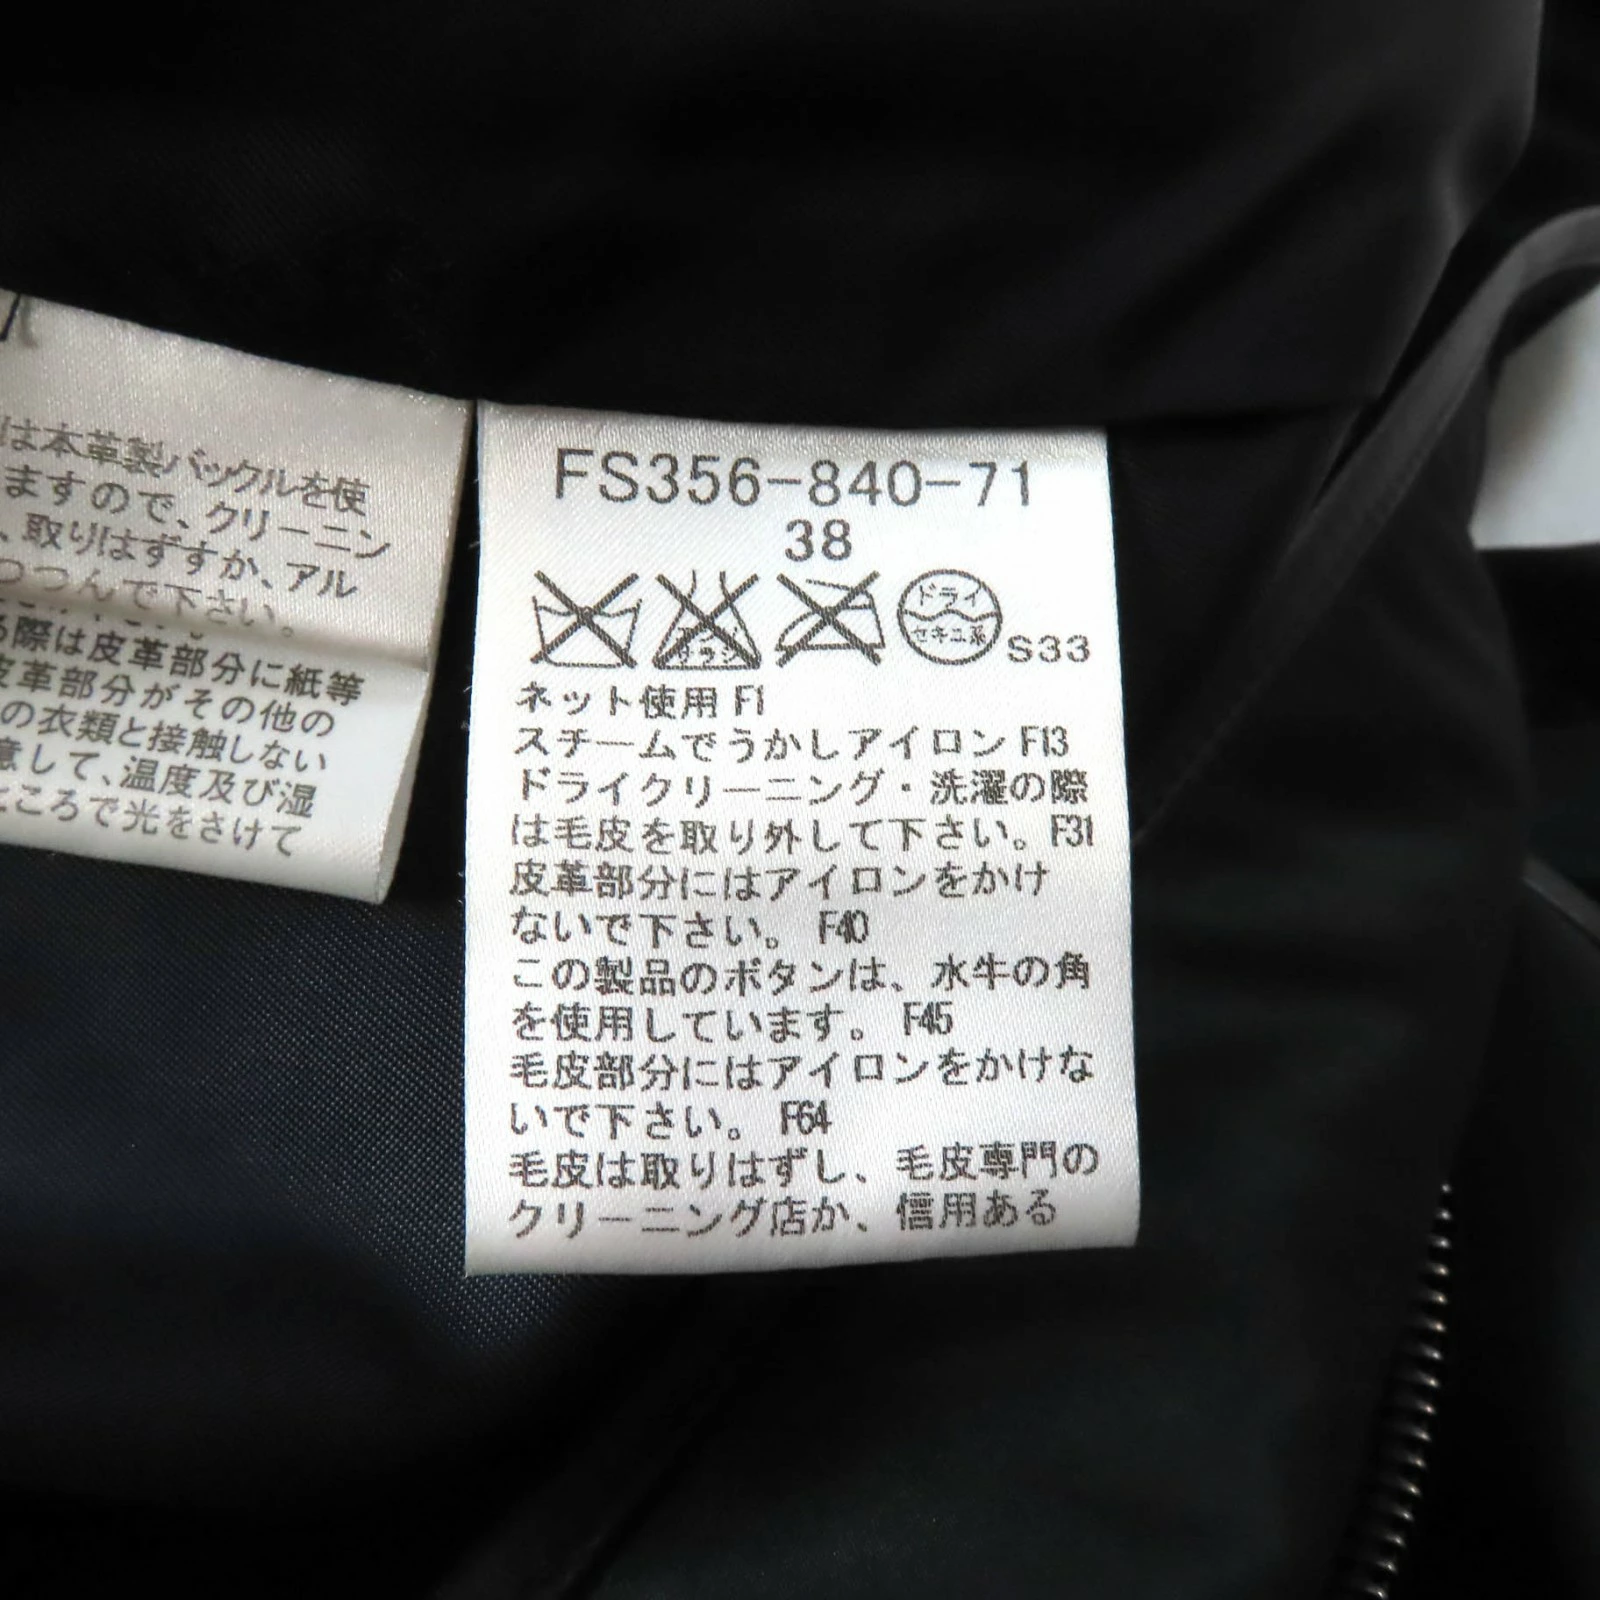 は本革製バックルを使
ますので、クリーニン
、取りはずすか、アル
つつんで下さい。
る際は皮革部分に紙等
皮革部分がその他の
の衣類と接触しない
意して、温度及び湿
ところで光をさけて
FS356-840-71
38
エンソ
サラシ
ドライ
セキユ系
S33
ネット使用 F1
スチームでうかしアイロン F13
ドライクリーニング・洗濯の際
は毛皮を取り外して下さい。F31
皮革部分にはアイロンをかけ
ないで下さい。 F40
この製品のボタンは、水牛の角
を使用しています。 F45
毛皮部分にはアイロンをかけな
いで下さい。 F64
毛皮は取りはずし、毛皮専門の
クリーニング店か、信用ある